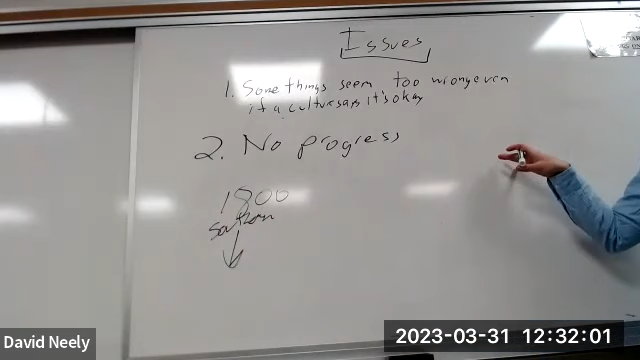 Issues
1. Some things seem too wrong even
if a culture says it's okay
2. No progress
1800
David Neely
2023-03-31 12:32:01